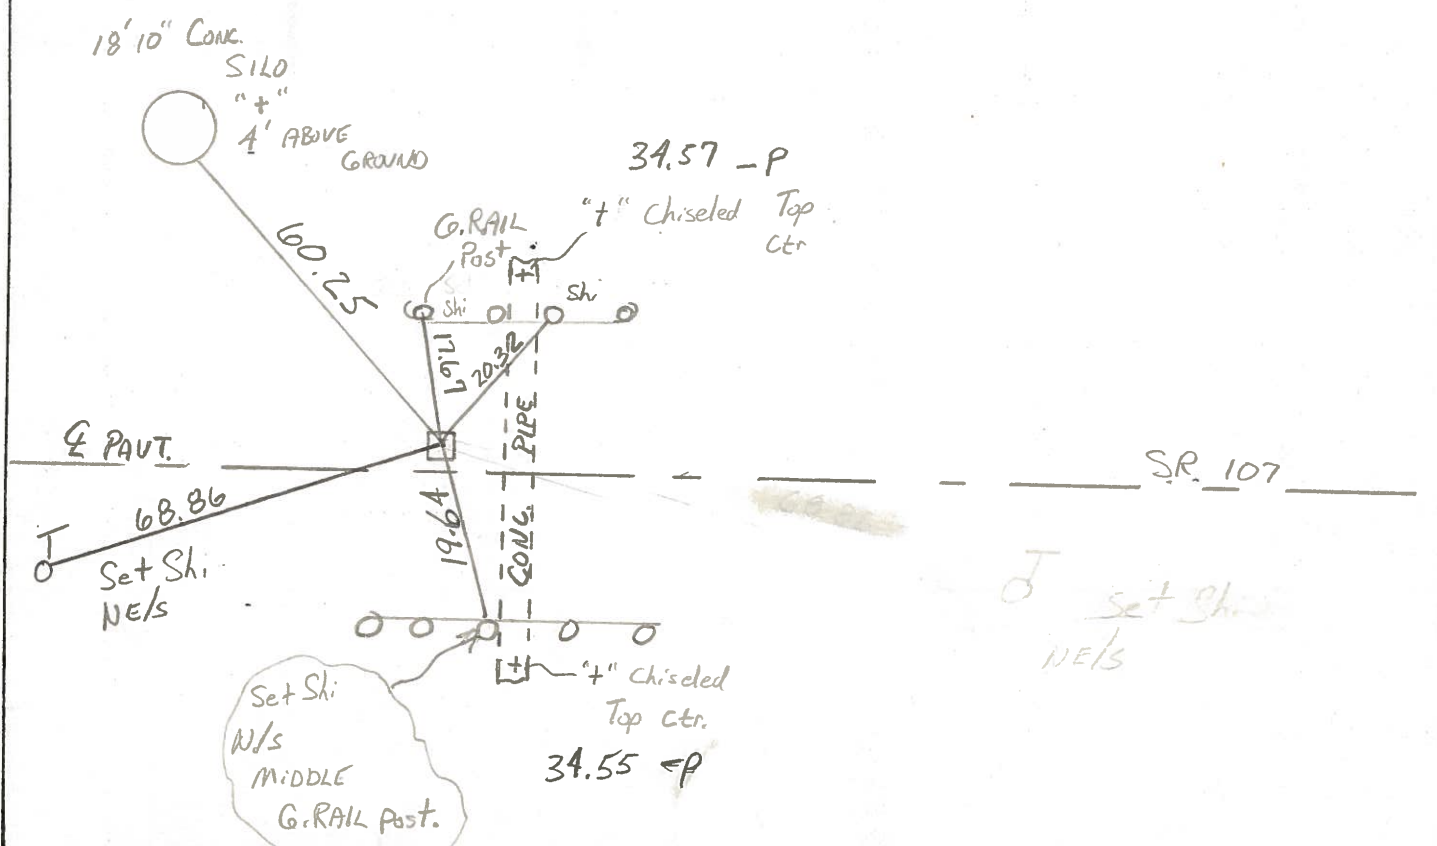 18' 10" CONC.
SILO
"+"
4' ABOVE
GROUND
34.57 -P
"+" Chiseled Top
Ctr
G.RAIL
Post
60.25
Shi
Shi
17.67
20.32
℄ PAVT.
CONC. PIPE
S.R. 107
68.86
19.64
Set Shi.
NE/S
Set Shi.
NE/S
"+" Chiseled
Top Ctr.
34.55 -P
Set Shi
N/S
MIDDLE
G.RAIL Post.